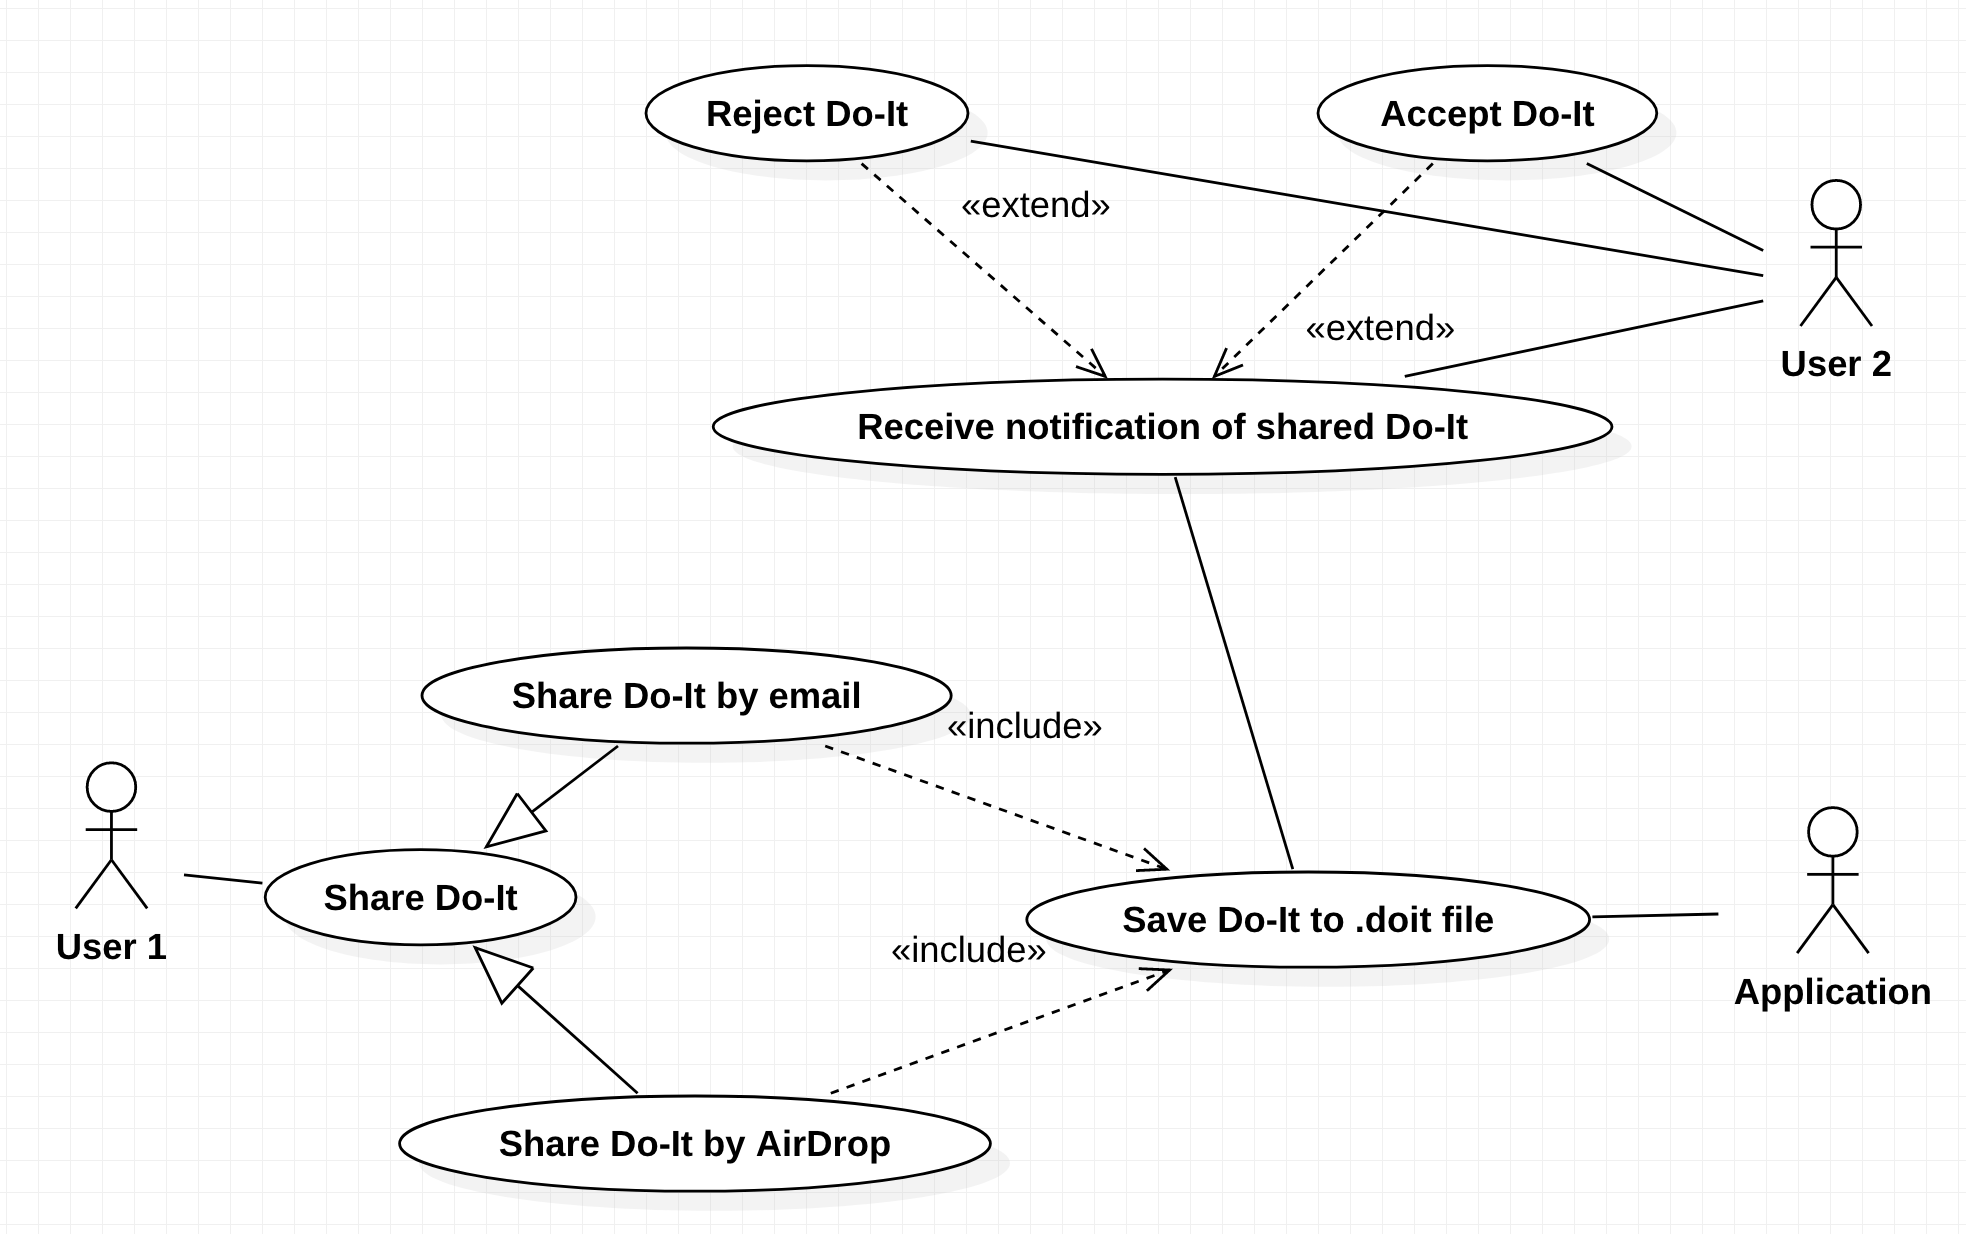 Reject Do-It
Accept Do-It
«extend»
«extend»
User 2
Receive notification of shared Do-It
Share Do-It by email
«include»
Share Do-It
Save Do-It to .doit file
User 1
«include»
Application
Share Do-It by AirDrop